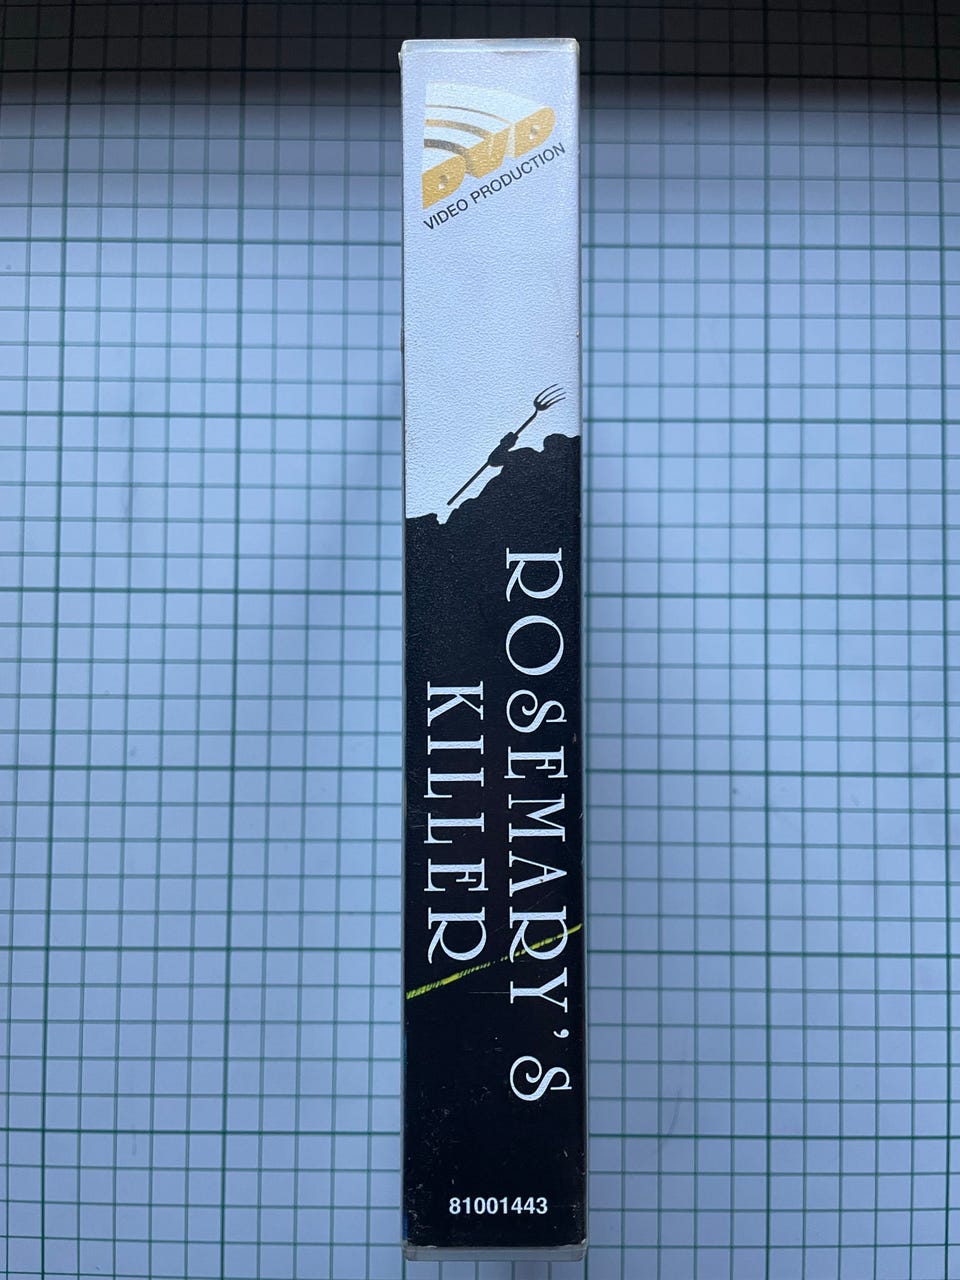 DVD
VIDEO PRODUCTION
ROSEMARY'S
KILLER
81001443